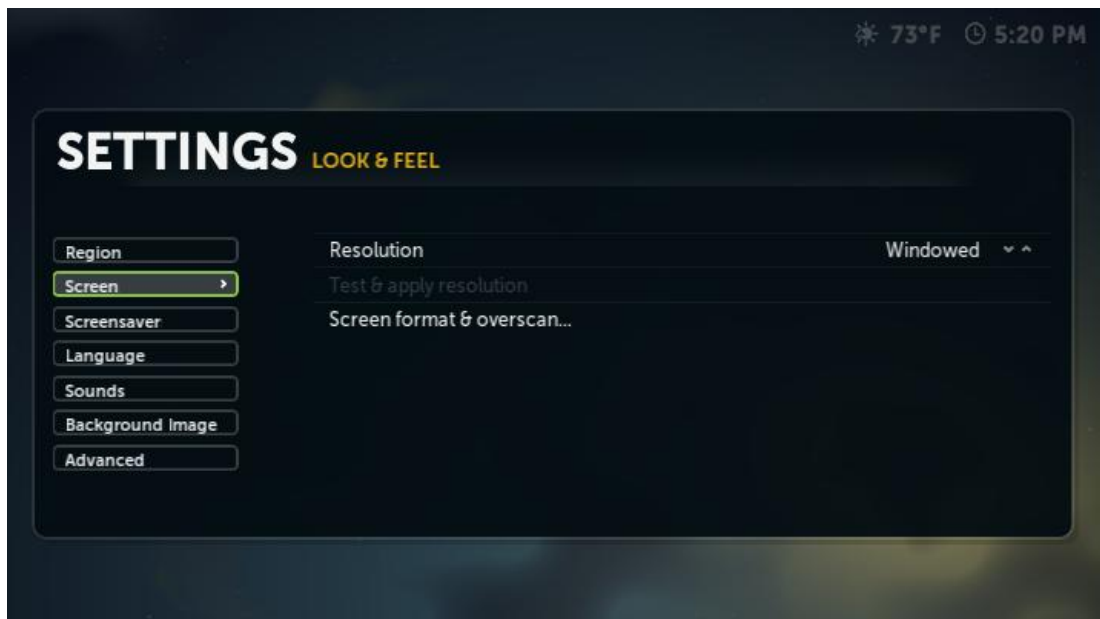 73°F 5:20 PM
SETTINGS LOOK & FEEL
Region
Screen
Screensaver
Language
Sounds
Background Image
Advanced
Resolution Windowed
Test & apply resolution
Screen format & overscan...